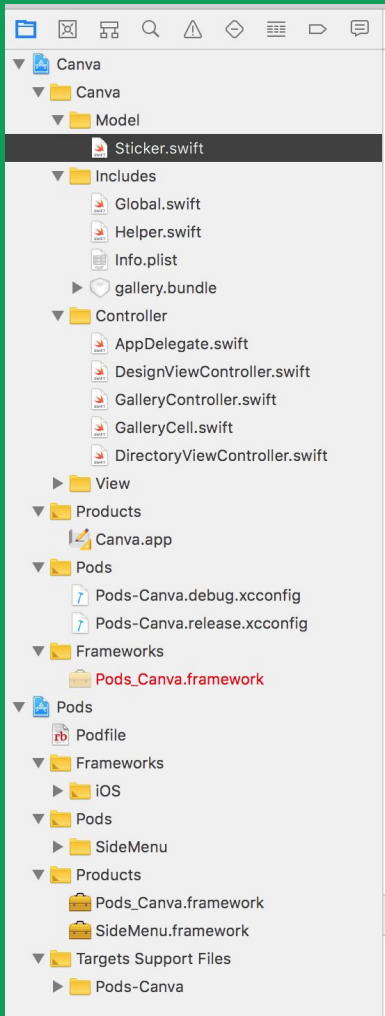 Canva
Canva
Model
Sticker.swift
Includes
Global.swift
Helper.swift
Info.plist
gallery.bundle
Controller
AppDelegate.swift
DesignViewController.swift
GalleryController.swift
GalleryCell.swift
DirectoryViewController.swift
View
Products
Canva.app
Pods
Pods-Canva.debug.xcconfig
Pods-Canva.release.xcconfig
Frameworks
Pods_Canva.framework
Pods
rb Podfile
Frameworks
iOS
Pods
SideMenu
Products
Pods_Canva.framework
SideMenu.framework
Targets Support Files
Pods-Canva